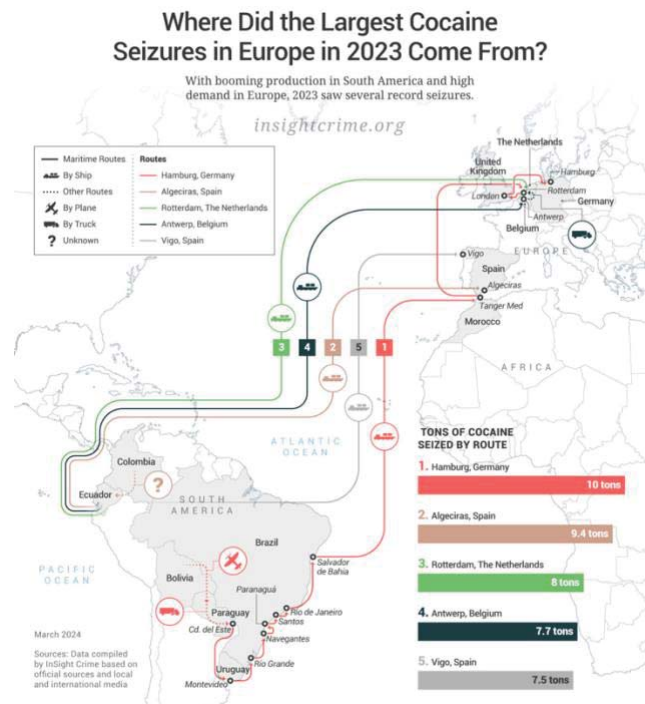 Where Did the Largest Cocaine
Seizures in Europe in 2023 Come From?
With booming production in South America and high
demand in Europe, 2023 saw several record seizures.
insightcrime.org
Maritime Routes
By Ship
Other Routes
By Plane
By Truck
? Unknown
Routes
Hamburg, Germany
Algeciras, Spain
Rotterdam, The Netherlands
Antwerp, Belgium
Vigo, Spain
The Netherlands
United
Kingdom
Hamburg
London
Rotterdam
Germany
Antwerp
Belgium
EUROPE
Vigo
Spain
Algeciras
Tanger Med
Morocco
AFRICA
3
4
2
5
1
ATLANTIC
OCEAN
Colombia
?
Ecuador
SOUTH
AMERICA
Brazil
PACIFIC
OCEAN
Bolivia
Salvador
de Bahia
Paranaguá
Rio de Janeiro
Paraguay
Santos
Cd. del Este
Navegantes
Rio Grande
Uruguay
Montevideo
TONS OF COCAINE
SEIZED BY ROUTE
1. Hamburg, Germany
10 tons
2. Algeciras, Spain
9.4 tons
3. Rotterdam, The Netherlands
8 tons
4. Antwerp, Belgium
7.7 tons
5. Vigo, Spain
7.5 tons
March 2024
Sources: Data compiled
by InSight Crime based on
official sources and local
and international media